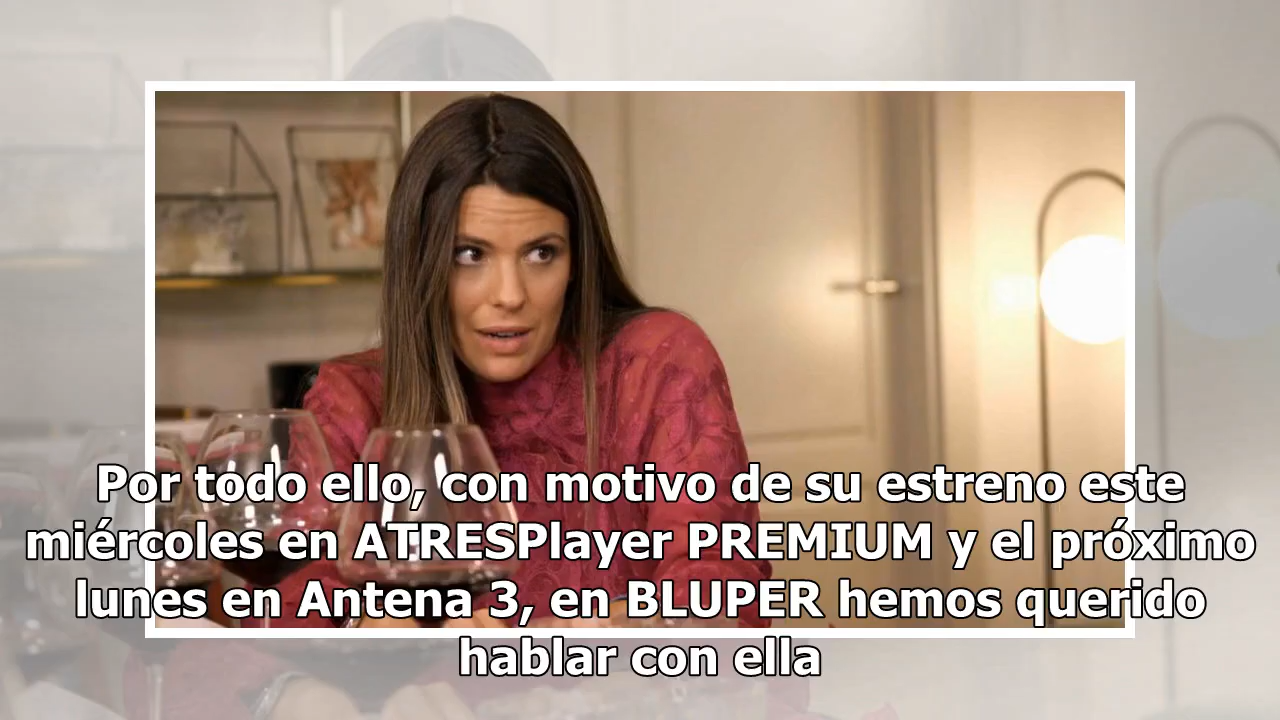 Por todo ello, con motivo de su estreno este
miércoles en ATRESPlayer PREMIUM y el próximo
lunes en Antena 3, en BLUPER hemos querido
hablar con ella